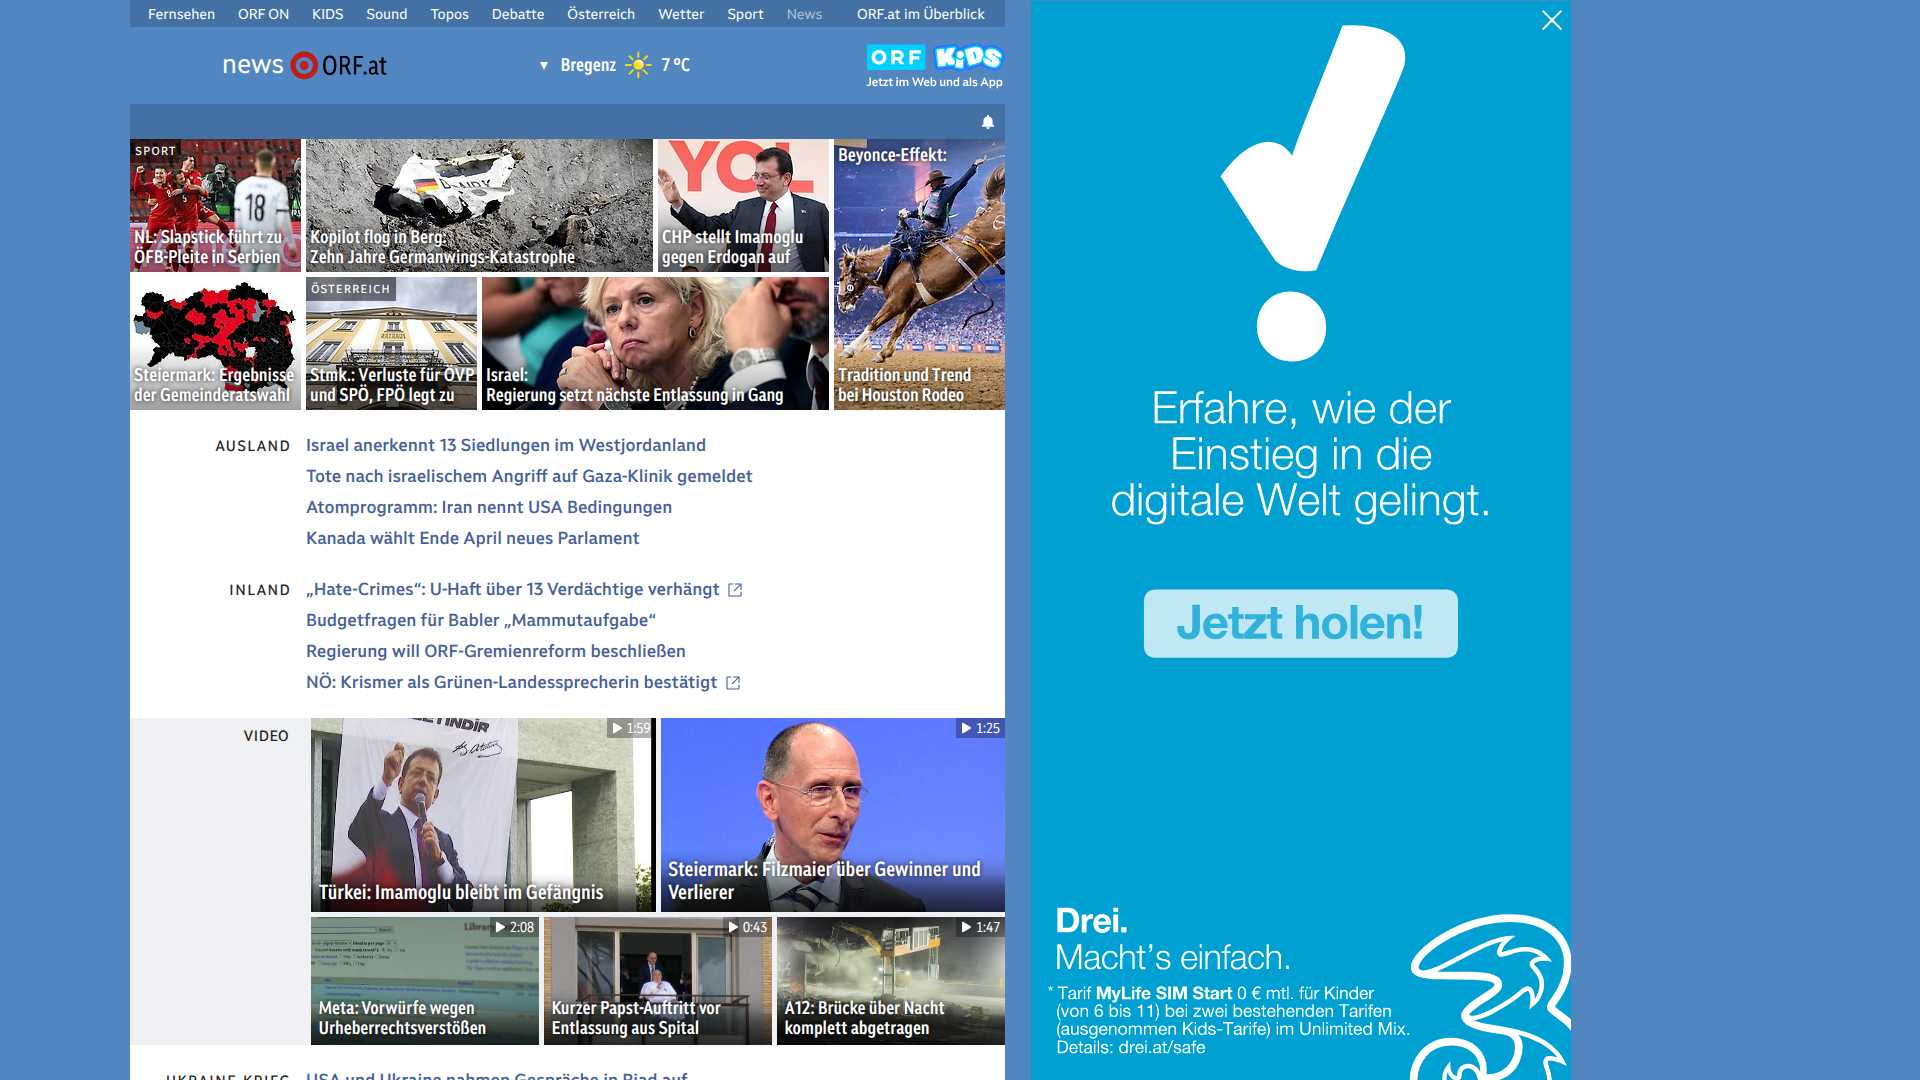 Fernsehen ORF ON KIDS Sound Topos Debatte Österreich Wetter Sport News ORF.at im Überblick
news ORF.at
Bregenz 7 °C
ORF KiDS
Jetzt im Web und als App
SPORT
18
NL: Slapstick führt zu
ÖFB-Pleite in Serbien
Kopilot flog in Berg:
Zehn Jahre Germanwings-Katastrophe
CHP stellt Imamoglu
gegen Erdogan auf
Beyonce-Effekt:
Tradition und Trend
bei Houston Rodeo
Steiermark: Ergebnisse
der Gemeinderatswahl
ÖSTERREICH
Stmk.: Verluste für ÖVP
und SPÖ, FPÖ legt zu
Israel:
Regierung setzt nächste Entlassung in Gang
AUSLAND
Israel anerkennt 13 Siedlungen im Westjordanland
Tote nach israelischem Angriff auf Gaza-Klinik gemeldet
Atomprogramm: Iran nennt USA Bedingungen
Kanada wählt Ende April neues Parlament
INLAND
„Hate-Crimes“: U-Haft über 13 Verdächtige verhängt
Budgetfragen für Babler „Mammutaufgabe“
Regierung will ORF-Gremienreform beschließen
NÖ: Krismer als Grünen-Landessprecherin bestätigt
VIDEO
1:59
Türkei: Imamoglu bleibt im Gefängnis
1:25
Steiermark: Filzmaier über Gewinner und
Verlierer
2:08
Meta: Vorwürfe wegen
Urheberrechtsverstößen
0:43
Kurzer Papst-Auftritt vor
Entlassung aus Spital
1:47
A12: Brücke über Nacht
komplett abgetragen
UKRAINE-KRIEG
USA und Ukraine nahmen Gespräche in Riad auf
Erfahre, wie der
Einstieg in die
digitale Welt gelingt.
Jetzt holen!
Drei.
Macht’s einfach.
* Tarif MyLife SIM Start 0 € mtl. für Kinder
(von 6 bis 11) bei zwei bestehenden Tarifen
(ausgenommen Kids-Tarife) im Unlimited Mix.
Details: drei.at/safe